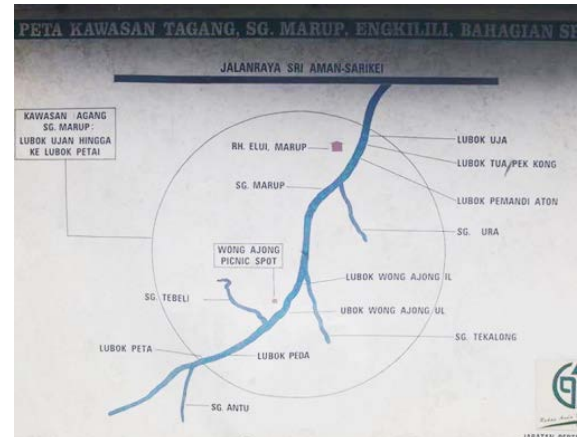 PETA KAWASAN TAGANG, SG. MARUP, ENGKILILI, BAHAGIAN SE
JALANRAYA SRI AMAN-SARIKEI
KAWASAN AGANG
SG. MARUP:
LUBOK UJAN HINGGA
KE LUBOK PETAI
RH. ELUI, MARUP
LUBOK UJA
LUBOK TUA PEK KONG
LUBOK PEMANDI ATON
SG. MARUP
SG. URA
WONG AJONG
PICNIC SPOT
LUBOK WONG AJONG IL
SG. TEBELI
UBOK WONG AJONG UL
SG. TEKALONG
LUBOK PETA
LUBOK PEDA
SG. ANTU